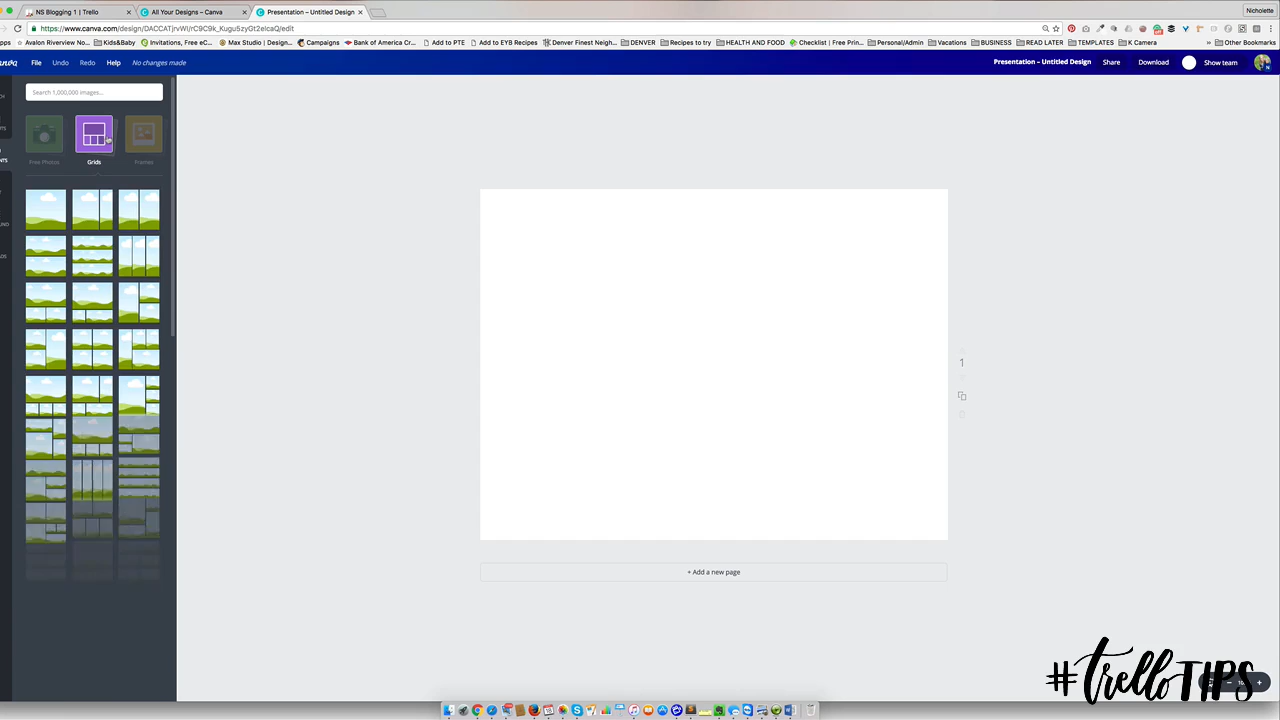 NS Blogging 1 | Trello
All Your Designs – Canva
Presentation – Untitled Design
Nicholette
https://www.canva.com/design/DACCATjrvWI/rC9C9k_Kugu5zyGt2elcaQ/edit
Avalon Riverview No...
Kids&Baby
Invitations, Free eC...
Max Studio | Design...
Campaigns
Bank of America Cr...
Add to PTE
Add to EYB Recipes
Denver Finest Neigh...
DENVER
Recipes to try
HEALTH AND FOOD
Checklist | Free Prin...
Personal/Admin
Vacations
BUSINESS
READ LATER
TEMPLATES
K Camera
Other Bookmarks
File
Undo
Redo
Help
No changes made
Presentation – Untitled Design
Share
Download
Show team
Search 1,000,000 images...
Free Photos
Grids
Frames
1
+ Add a new page
#trelloTIPS